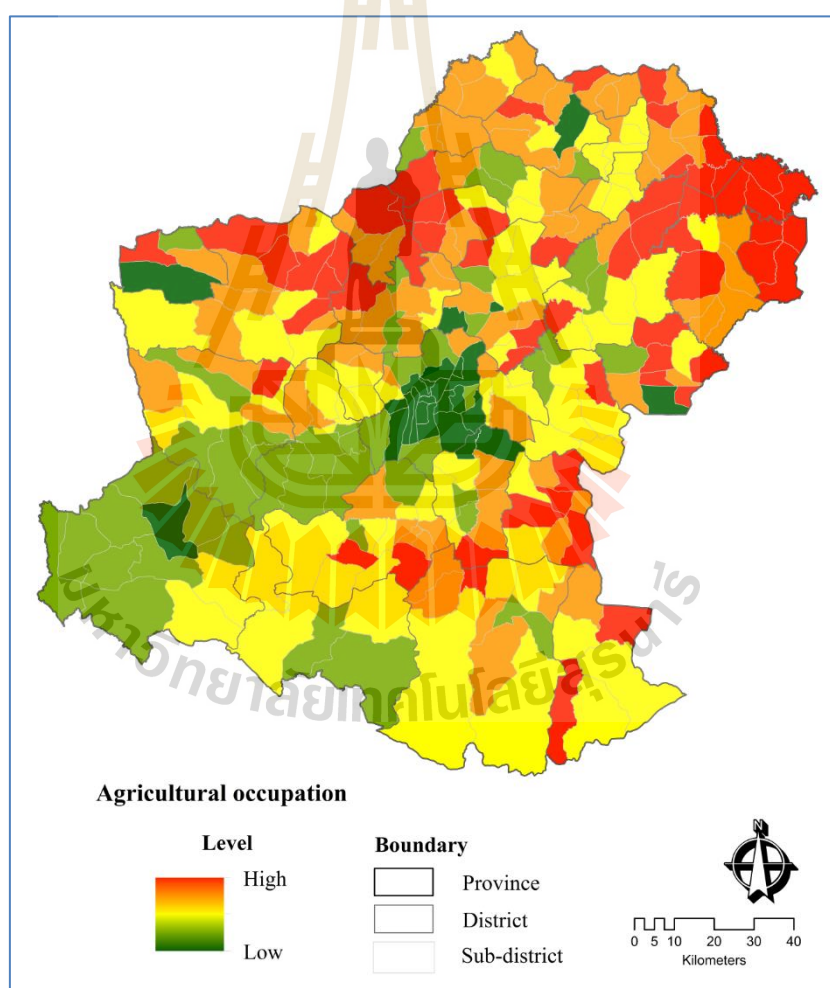 มหาวิทยาลัยเทคโนโลยีสุรนารี
Agricultural occupation
Level
High
Low
Boundary
Province
District
Sub-district
N
0 5 10 20 30 40
Kilometers